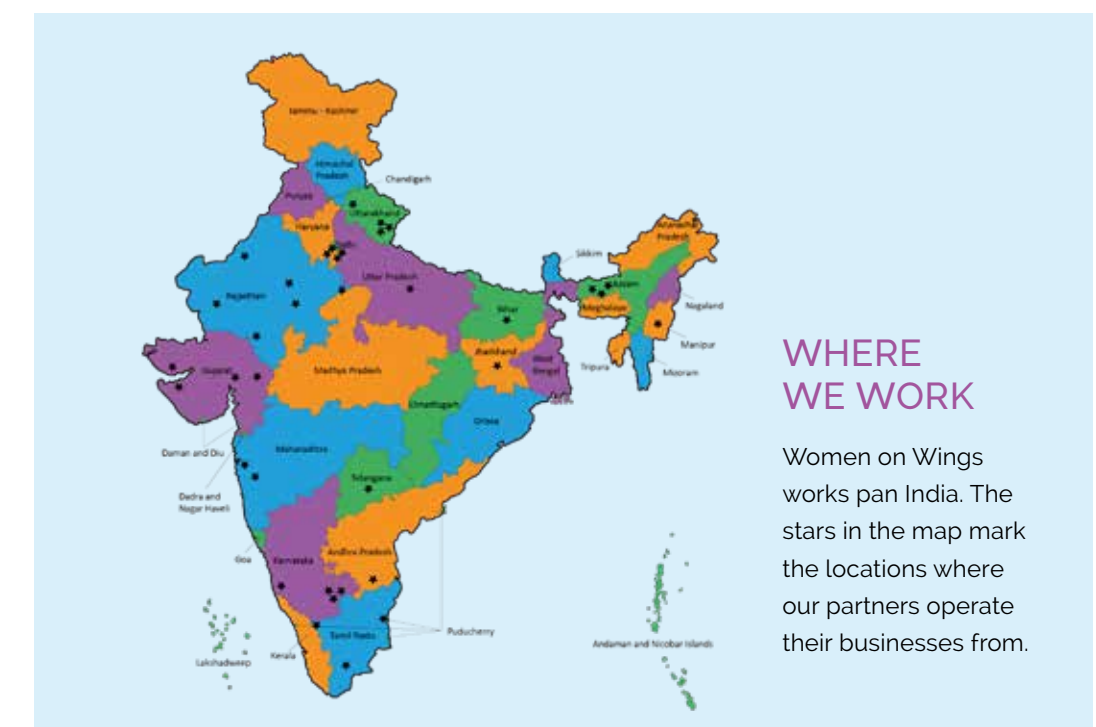 Jammu - Kashmir
Himachal
Pradesh
Chandigarh
Punjab
Uttarakhand
Haryana
Arunachal
Pradesh
Sikkim
Uttar Pradesh
Assam
Rajasthan
Nagaland
Bihar
Meghalaya
Manipur
Jharkhand
West
Bengal
Tripura
Mizoram
Gujarat
Madhya Pradesh
Chhattisgarh
Orissa
Daman and Diu
Maharashtra
Dadra and
Nagar Haveli
Telangana
Goa
Karnataka
Andhra Pradesh
Puducherry
Tamil Nadu
Kerala
Lakshadweep
Andaman and Nicobar Islands
WHERE
WE WORK
Women on Wings
works pan India. The
stars in the map mark
the locations where
our partners operate
their businesses from.